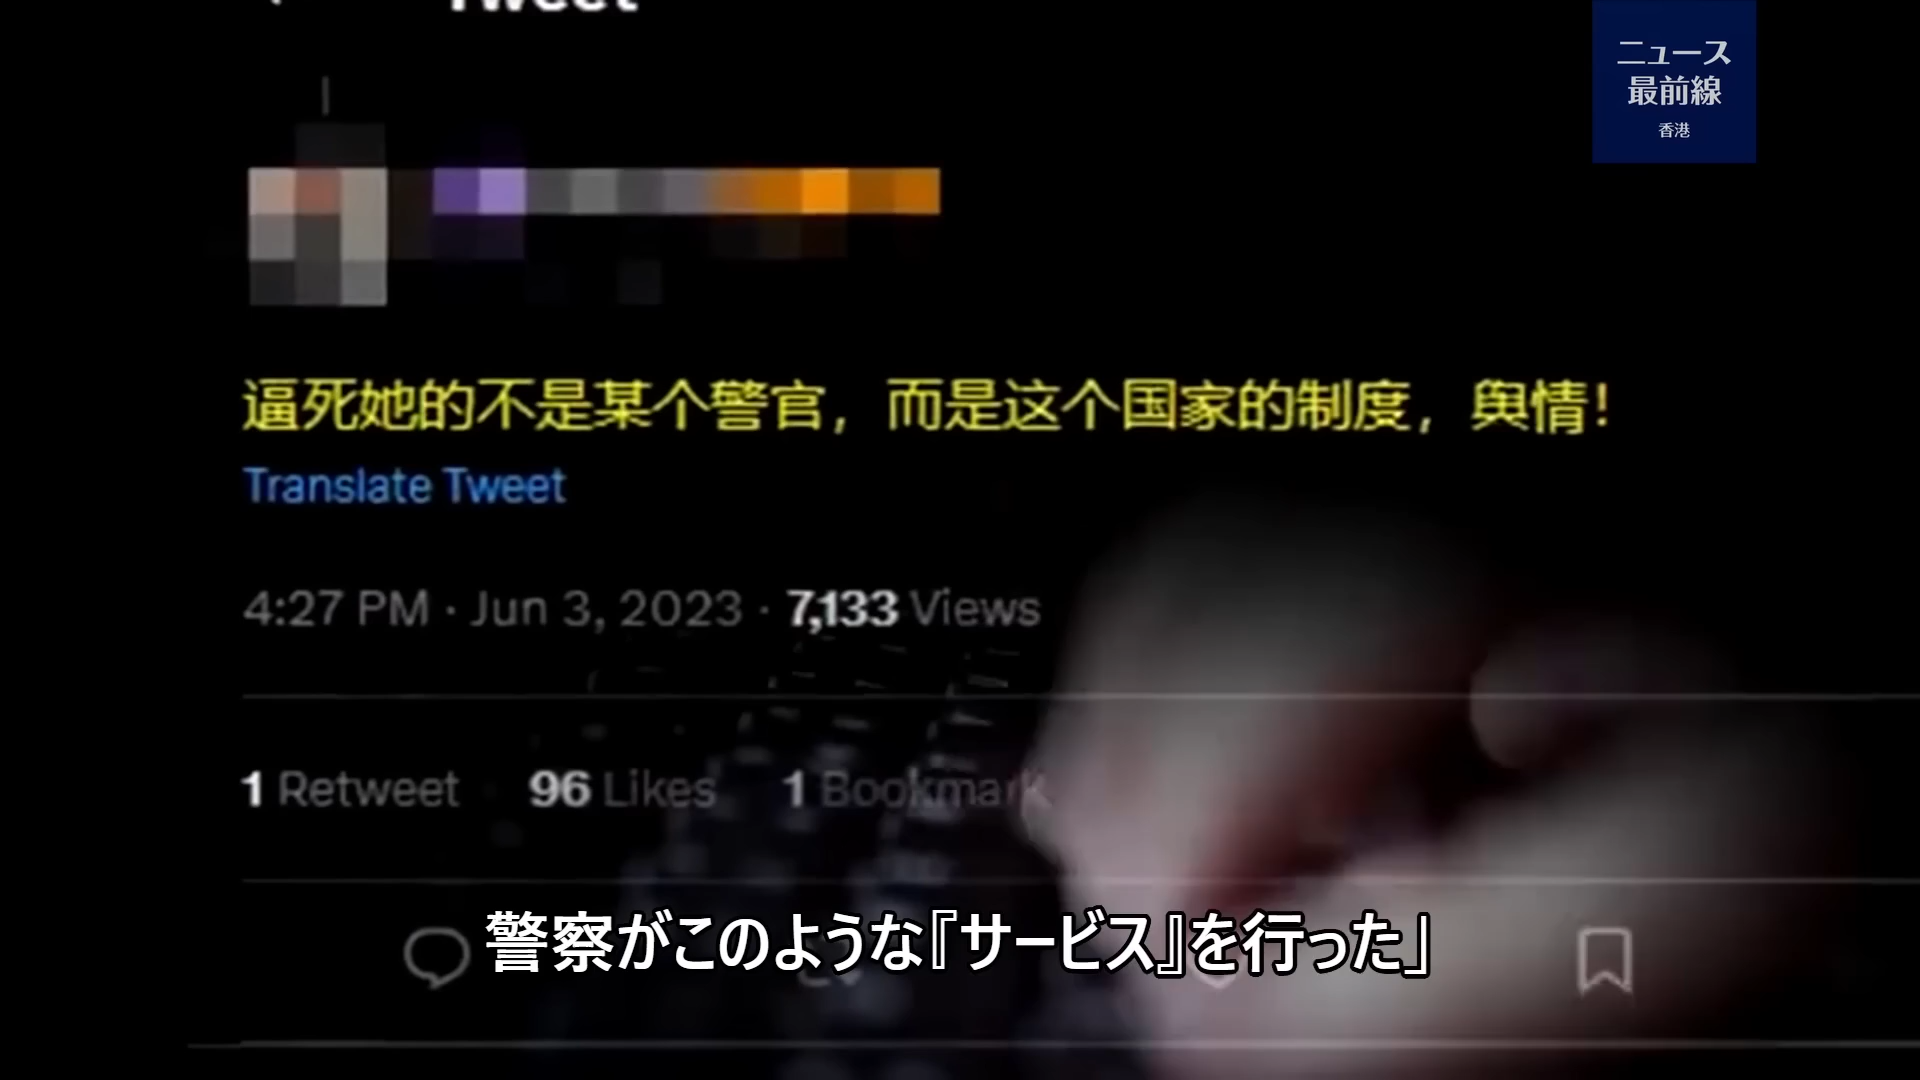 Tweet
ニュース
最前線
香港
逼死她的不是某个警官，而是这个国家的制度，舆情！
Translate Tweet
4:27 PM · Jun 3, 2023 · 7,133 Views
1 Retweet 96 Likes 1 Bookmark
警察がこのような『サービス』を行った」